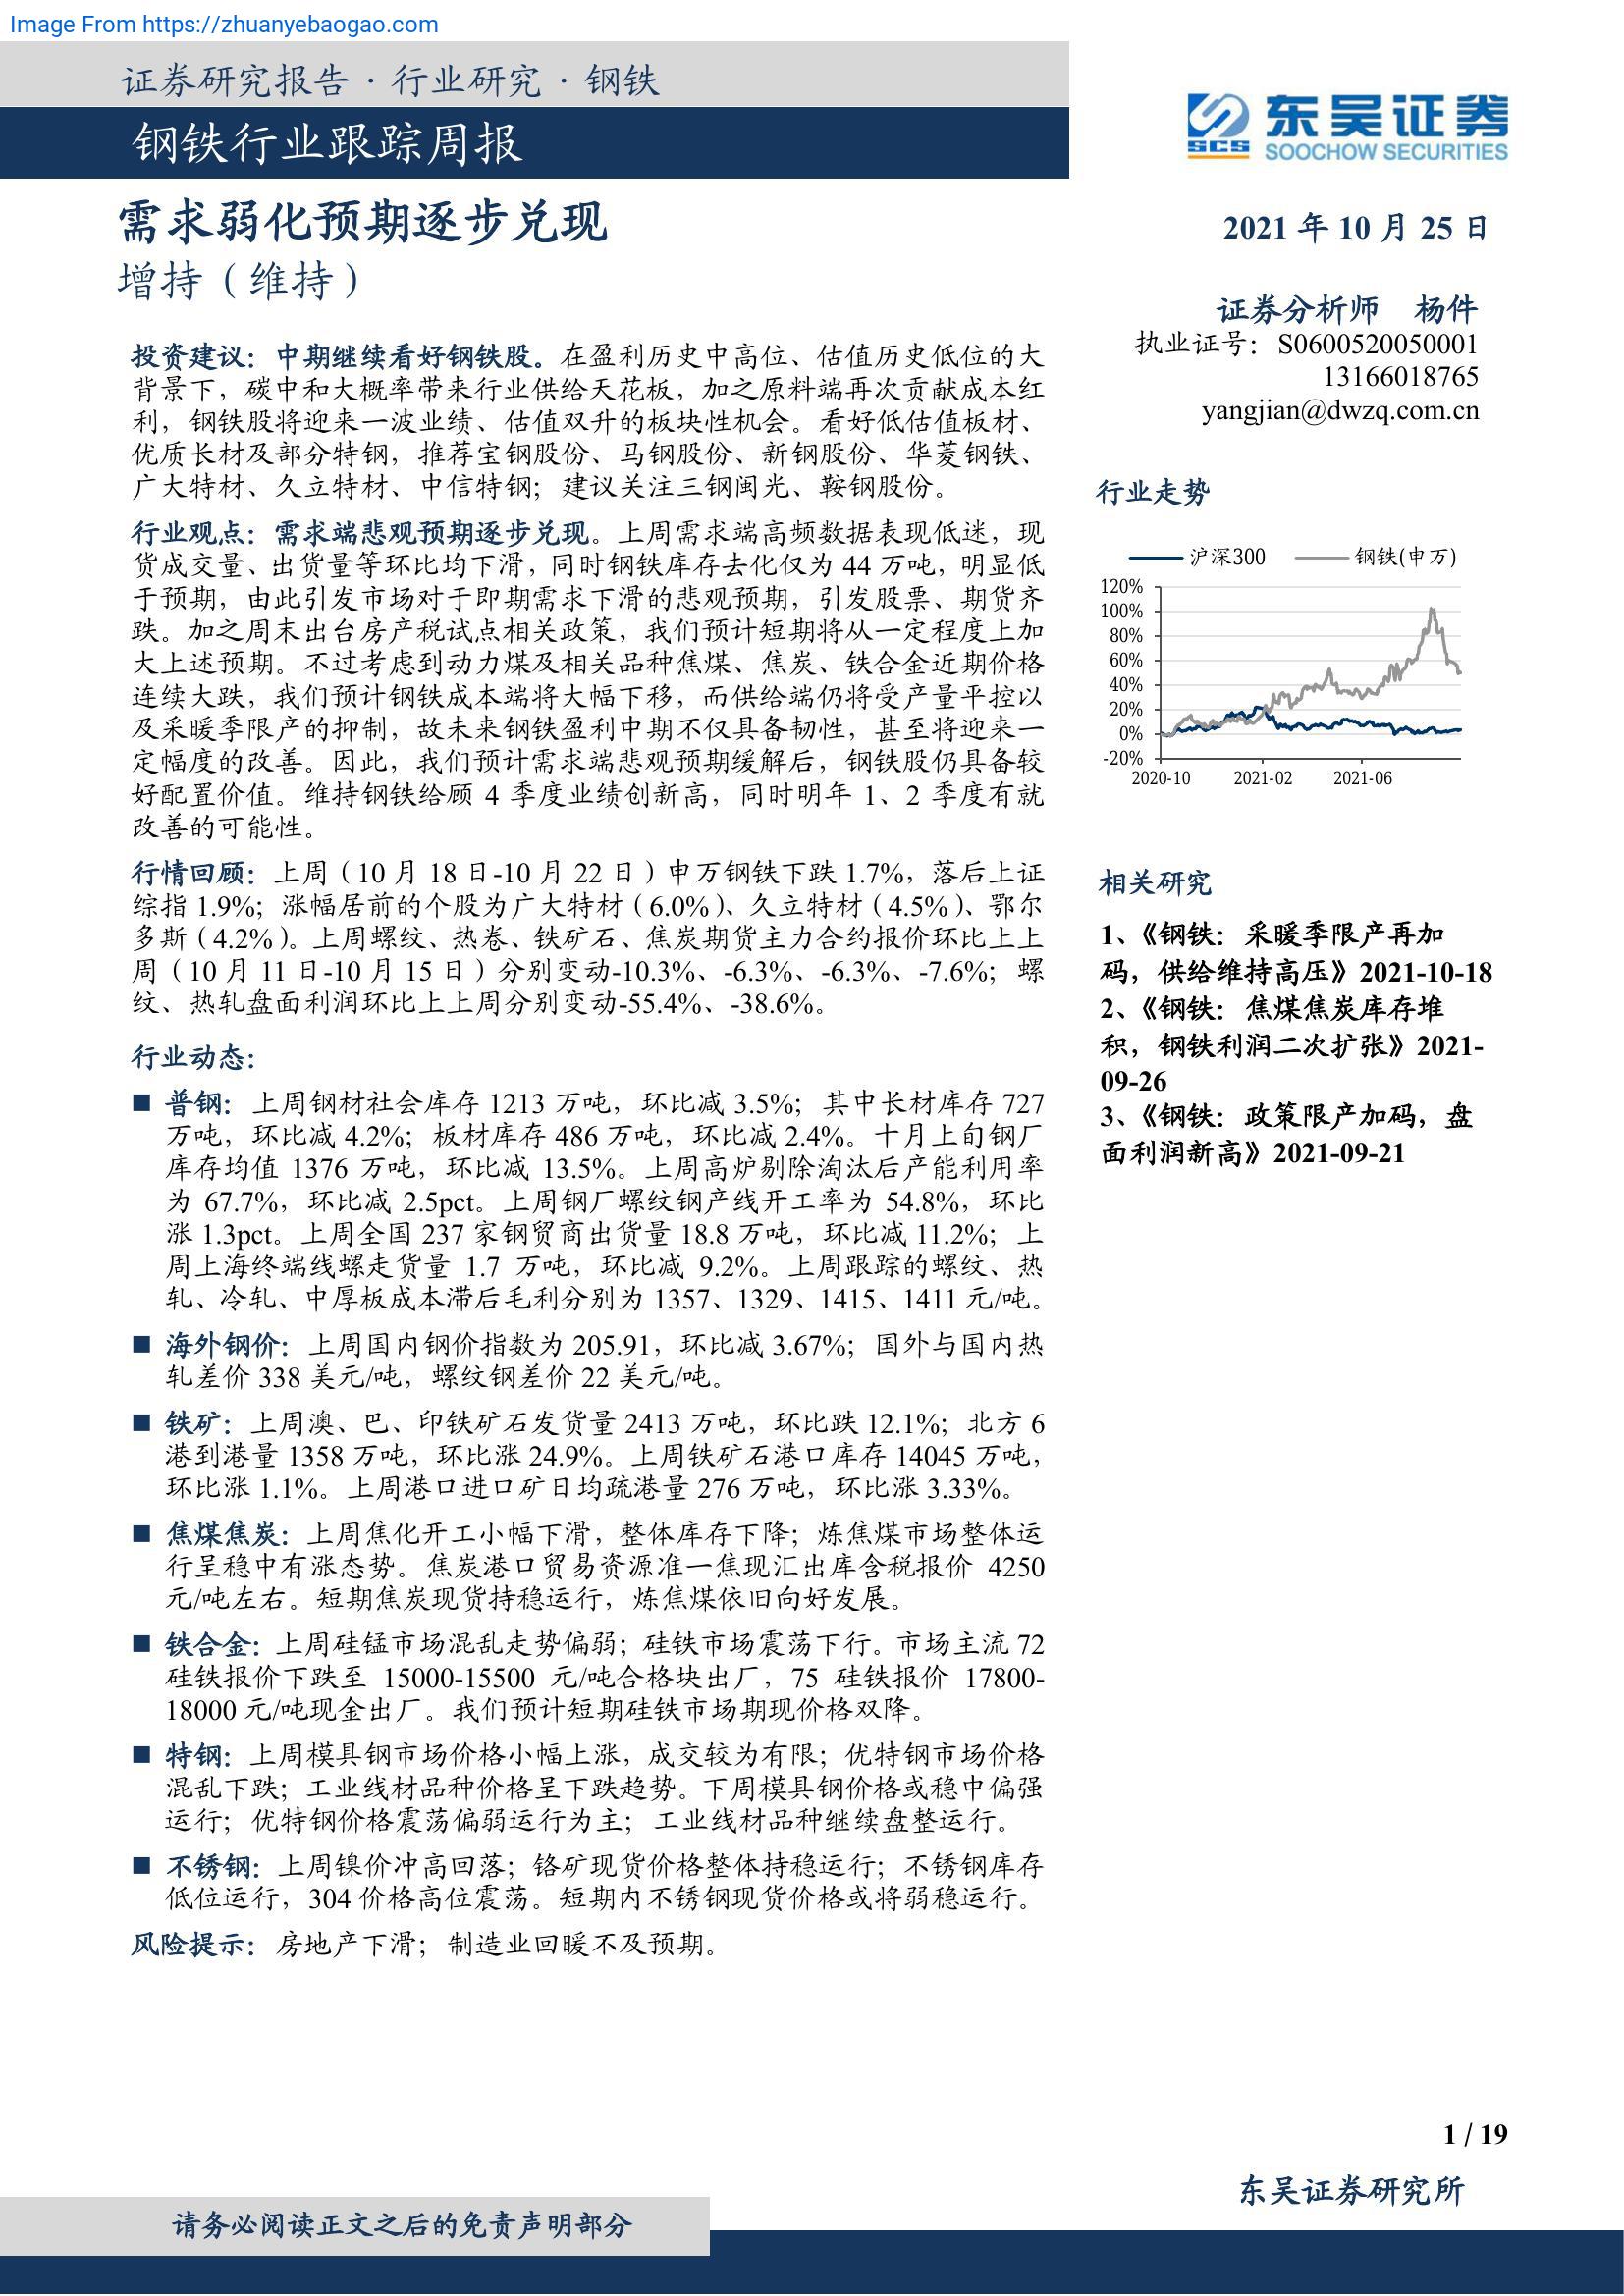 Image From https://zhuanyebaogao.com
证券研究报告·行业研究·钢铁
钢铁行业跟踪周报
东吴证券
SCS
SOOCHOW SECURITIES
需求弱化预期逐步兑现
增持（维持）
投资建议：中期继续看好钢铁股。在盈利历史中高位、估值历史低位的大
背景下，碳中和大概率带来行业供给天花板，加之原料端再次贡献成本红
利，钢铁股将迎来一波业绩、估值双升的板块性机会。看好低估值板材、
优质长材及部分特钢，推荐宝钢股份、马钢股份、新钢股份、华菱钢铁、
广大特材、久立特材、中信特钢；建议关注三钢闽光、鞍钢股份。
行业观点：需求端悲观预期逐步兑现。上周需求端高频数据表现低迷，现
货成交量、出货量等环比均下滑，同时钢铁库存去化仅为 44 万吨，明显低
于预期，由此引发市场对于即期需求下滑的悲观预期，引发股票、期货齐
跌。加之周末出台房产税试点相关政策，我们预计短期将从一定程度上加
大上述预期。不过考虑到动力煤及相关品种焦煤、焦炭、铁合金近期价格
连续大跌，我们预计钢铁成本端将大幅下移，而供给端仍将受产量平控以
及采暖季限产的抑制，故未来钢铁盈利中期不仅具备韧性，甚至将迎来一
定幅度的改善。因此，我们预计需求端悲观预期缓解后，钢铁股仍具备较
好配置价值。维持钢铁给顾 4 季度业绩创新高，同时明年 1、2 季度有就
改善的可能性。
行情回顾：上周（10 月 18 日-10 月 22 日）申万钢铁下跌 1.7%，落后上证
综指 1.9%；涨幅居前的个股为广大特材（6.0%）、久立特材（4.5%）、鄂尔
多斯（4.2%）。上周螺纹、热卷、铁矿石、焦炭期货主力合约报价环比上上
周（10 月 11 日-10 月 15 日）分别变动-10.3%、-6.3%、-6.3%、-7.6%；螺
纹、热轧盘面利润环比上上周分别变动-55.4%、-38.6%。
行业动态：
■ 普钢：上周钢材社会库存 1213 万吨，环比减 3.5%；其中长材库存 727
万吨，环比减 4.2%；板材库存 486 万吨，环比减 2.4%。十月上旬钢厂
库存均值 1376 万吨，环比减 13.5%。上周高炉剔除淘汰后产能利用率
为 67.7%，环比减 2.5pct。上周钢厂螺纹钢产线开工率为 54.8%，环比
涨 1.3pct。上周全国 237 家钢贸商出货量 18.8 万吨，环比减 11.2%；上
周上海终端线螺走货量 1.7 万吨，环比减 9.2%。上周跟踪的螺纹、热
轧、冷轧、中厚板成本滞后毛利分别为 1357、1329、1415、1411 元/吨。
■ 海外钢价：上周国内钢价指数为 205.91，环比减 3.67%；国外与国内热
轧差价 338 美元/吨，螺纹钢差价 22 美元/吨。
■ 铁矿：上周澳、巴、印铁矿石发货量 2413 万吨，环比跌 12.1%；北方 6
港到港量 1358 万吨，环比涨 24.9%。上周铁矿石港口库存 14045 万吨，
环比涨 1.1%。上周港口进口矿日均疏港量 276 万吨，环比涨 3.33%。
■ 焦煤焦炭：上周焦化开工小幅下滑，整体库存下降；炼焦煤市场整体运
行呈稳中有涨态势。焦炭港口贸易资源准一焦现汇出库含税报价 4250
元/吨左右。短期焦炭现货持稳运行，炼焦煤依旧向好发展。
■ 铁合金：上周硅锰市场混乱走势偏弱；硅铁市场震荡下行。市场主流 72
硅铁报价下跌至 15000-15500 元/吨合格块出厂，75 硅铁报价 17800-
18000 元/吨现金出厂。我们预计短期硅铁市场期现价格双降。
■ 特钢：上周模具钢市场价格小幅上涨，成交较为有限；优特钢市场价格
混乱下跌；工业线材品种价格呈下跌趋势。下周模具钢价格或稳中偏强
运行；优特钢价格震荡偏弱运行为主；工业线材品种继续盘整运行。
■ 不锈钢：上周镍价冲高回落；铬矿现货价格整体持稳运行；不锈钢库存
低位运行，304 价格高位震荡。短期内不锈钢现货价格或将弱稳运行。
风险提示：房地产下滑；制造业回暖不及预期。
2021 年 10 月 25 日
证券分析师 杨件
执业证号：S0600520050001
13166018765
yangjian@dwzq.com.cn
行业走势
沪深300 钢铁(申万)
120%
100%
80%
60%
40%
20%
0%
-20%
2020-10 2021-02 2021-06
相关研究
1、《钢铁：采暖季限产再加
码，供给维持高压》2021-10-18
2、《钢铁：焦煤焦炭库存堆
积，钢铁利润二次扩张》2021-
09-26
3、《钢铁：政策限产加码，盘
面利润新高》2021-09-21
1 / 19
东吴证券研究所
请务必阅读正文之后的免责声明部分